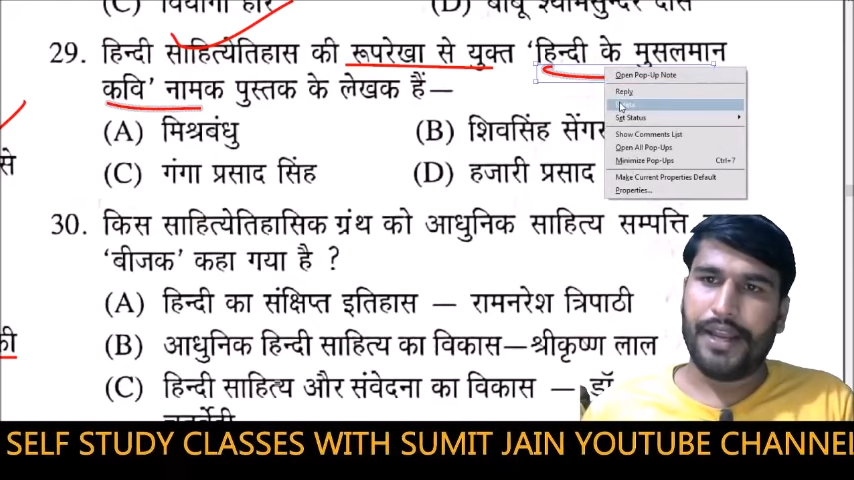 (C) वियोगी हरि (D) बाबू श्यामसुन्दर दास
29. हिन्दी साहित्येतिहास की रूपरेखा से युक्त 'हिन्दी के मुसलमान
कवि' नामक पुस्तक के लेखक हैं—
(A) मिश्रबंधु (B) शिवसिंह सेंगर
(C) गंगा प्रसाद सिंह (D) हजारी प्रसाद
से
30. किस साहित्येतिहासिक ग्रंथ को आधुनिक साहित्य सम्पत्ति
'बीजक' कहा गया है ?
(A) हिन्दी का संक्षिप्त इतिहास — रामनरेश त्रिपाठी
की
(B) आधुनिक हिन्दी साहित्य का विकास—श्रीकृष्ण लाल
(C) हिन्दी साहित्य और संवेदना का विकास — डॉ
चतुर्वेदी
Open Pop-Up Note
Reply
Set Status
Show Comments List
Open All Pop-Ups
Minimize Pop-Ups Ctrl+7
Make Current Properties Default
Properties...
SELF STUDY CLASSES WITH SUMIT JAIN YOUTUBE CHANNEL